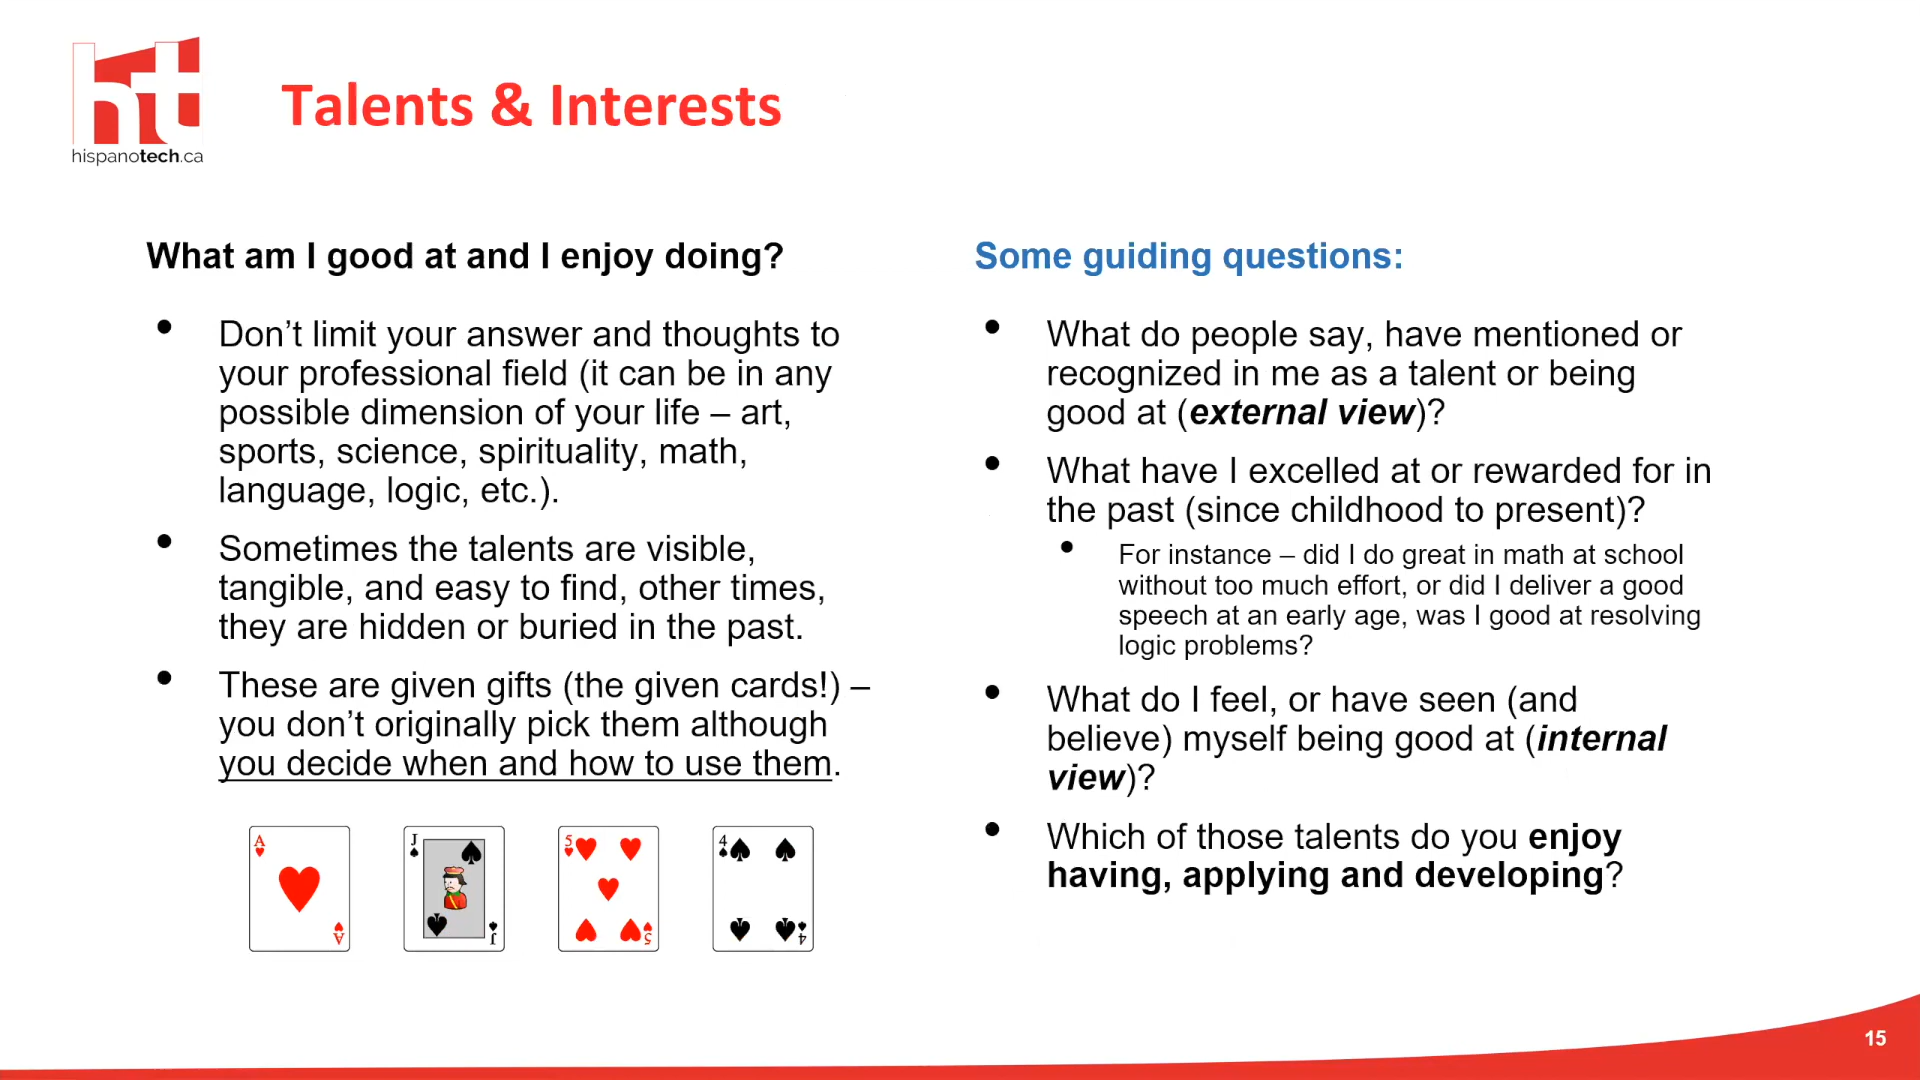 hispanotech.ca
Talents & Interests
What am I good at and I enjoy doing?
• Don’t limit your answer and thoughts to
your professional field (it can be in any
possible dimension of your life – art,
sports, science, spirituality, math,
language, logic, etc.).
• Sometimes the talents are visible,
tangible, and easy to find, other times,
they are hidden or buried in the past.
• These are given gifts (the given cards!) –
you don’t originally pick them although
you decide when and how to use them.
A
A
J
J
5
5
4
4
Some guiding questions:
• What do people say, have mentioned or
recognized in me as a talent or being
good at (external view)?
• What have I excelled at or rewarded for in
the past (since childhood to present)?
• For instance – did I do great in math at school
without too much effort, or did I deliver a good
speech at an early age, was I good at resolving
logic problems?
• What do I feel, or have seen (and
believe) myself being good at (internal
view)?
• Which of those talents do you enjoy
having, applying and developing?
15